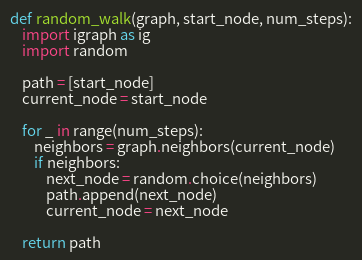 def random_walk(graph, start_node, num_steps):
    import igraph as ig
    import random

    path = [start_node]
    current_node = start_node

    for _ in range(num_steps):
        neighbors = graph.neighbors(current_node)
        if neighbors:
            next_node = random.choice(neighbors)
            path.append(next_node)
            current_node = next_node

    return path